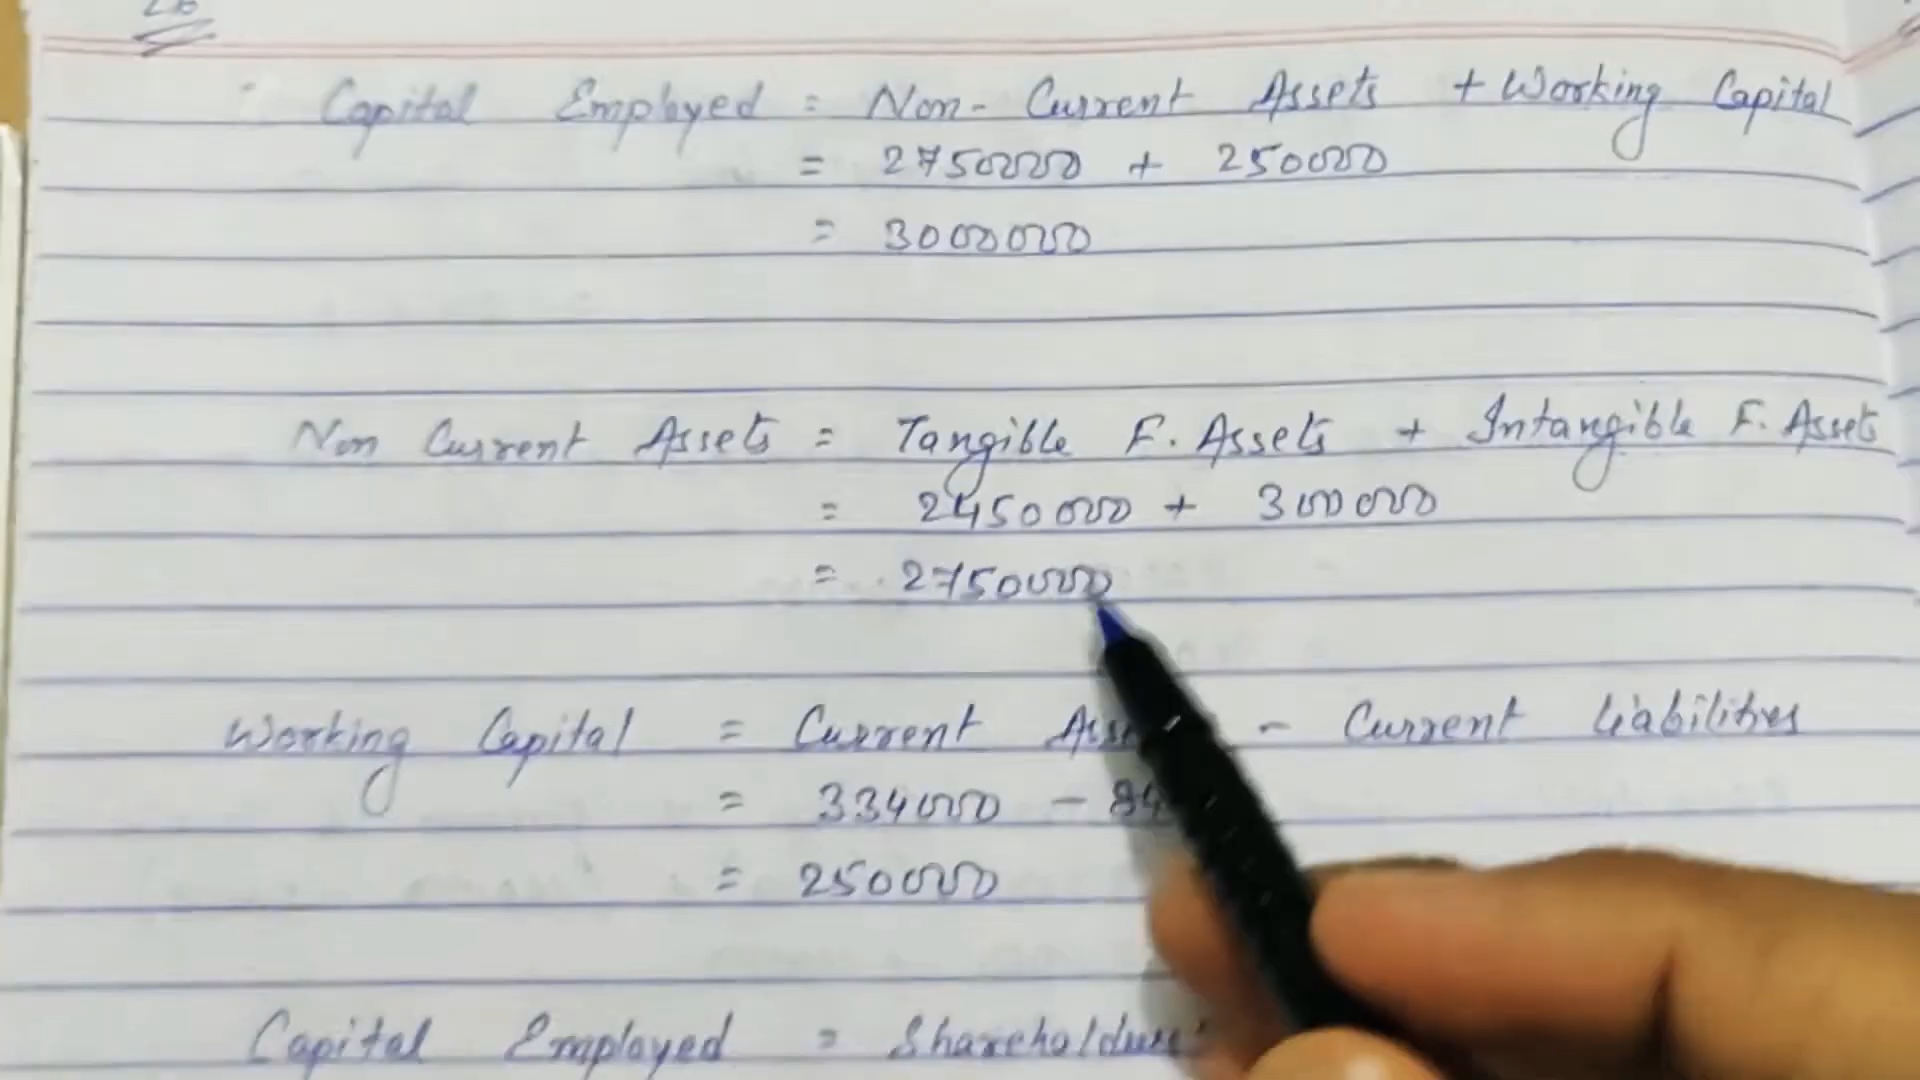 Capital Employed = Non-Current Assets + Working Capital
= 2750000 + 250000
= 3000000
Non Current Assets = Tangible F. Assets + Intangible F. Assets
= 2450000 + 300000
= 2750000
Working Capital = Current - Current liabilities
= 334000 -
= 250000
Capital Employed =